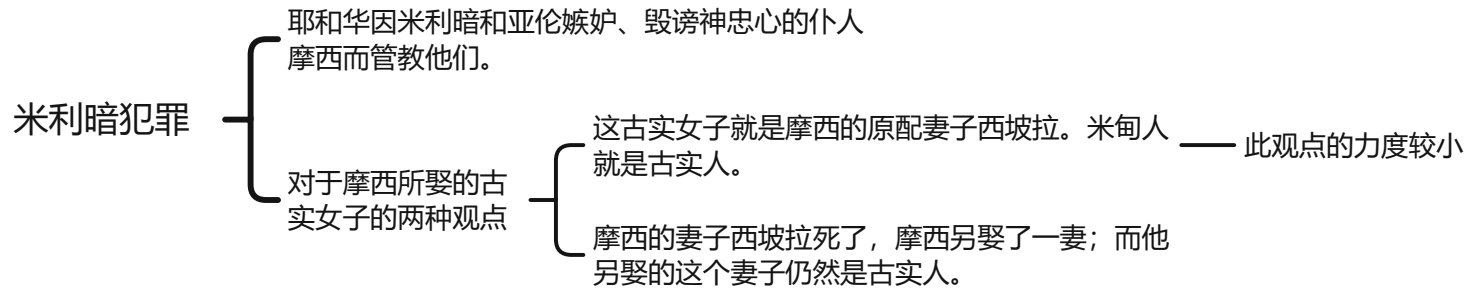 米利暗犯罪
耶和华因米利暗和亚伦嫉妒、毁谤神忠心的仆人
摩西而管教他们。
对于摩西所娶的古
实女子的两种观点
这古实女子就是摩西的原配妻子西坡拉。米甸人
就是古实人。
此观点的力度较小
摩西的妻子西坡拉死了，摩西另娶了一妻；而他
另娶的这个妻子仍然是古实人。